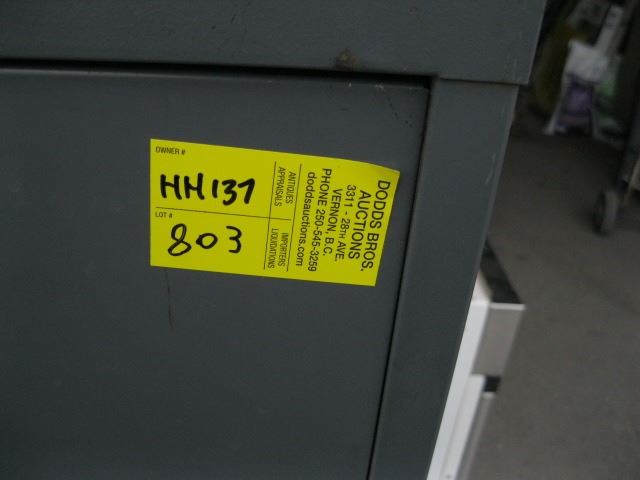 OWNER #
HH137
LOT #
803
ANTIQUES
APPRAISALS
IMPORTERS
LIQUIDATIONS
DODDS BROS.
AUCTIONS
3311 - 28TH AVE.
VERNON, B.C.
PHONE 250-545-3259
doddsauctions.com